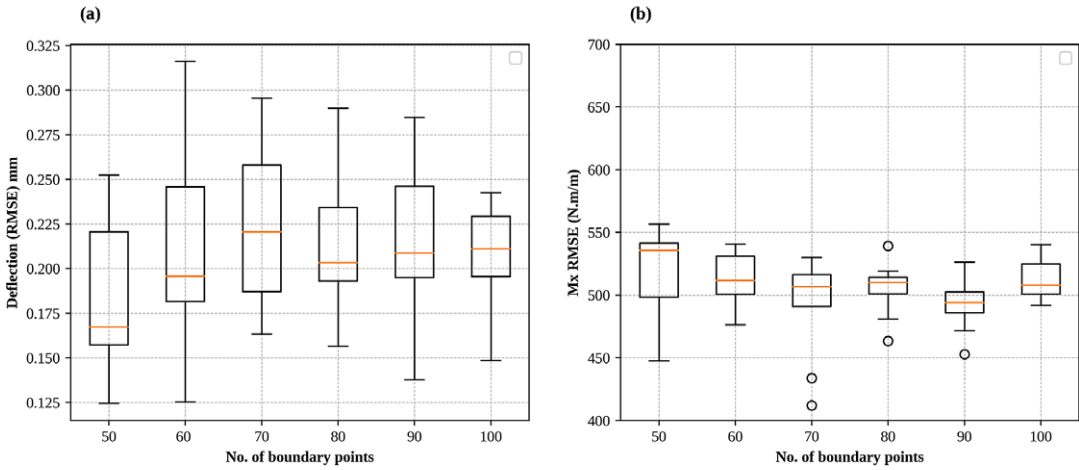 (a)
Deflection (RMSE) mm
0.325
0.300
0.275
0.250
0.225
0.200
0.175
0.150
0.125
50 60 70 80 90 100
No. of boundary points
(b)
Mx RMSE (N.m/m)
700
650
600
550
500
450
400
50 60 70 80 90 100
No. of boundary points